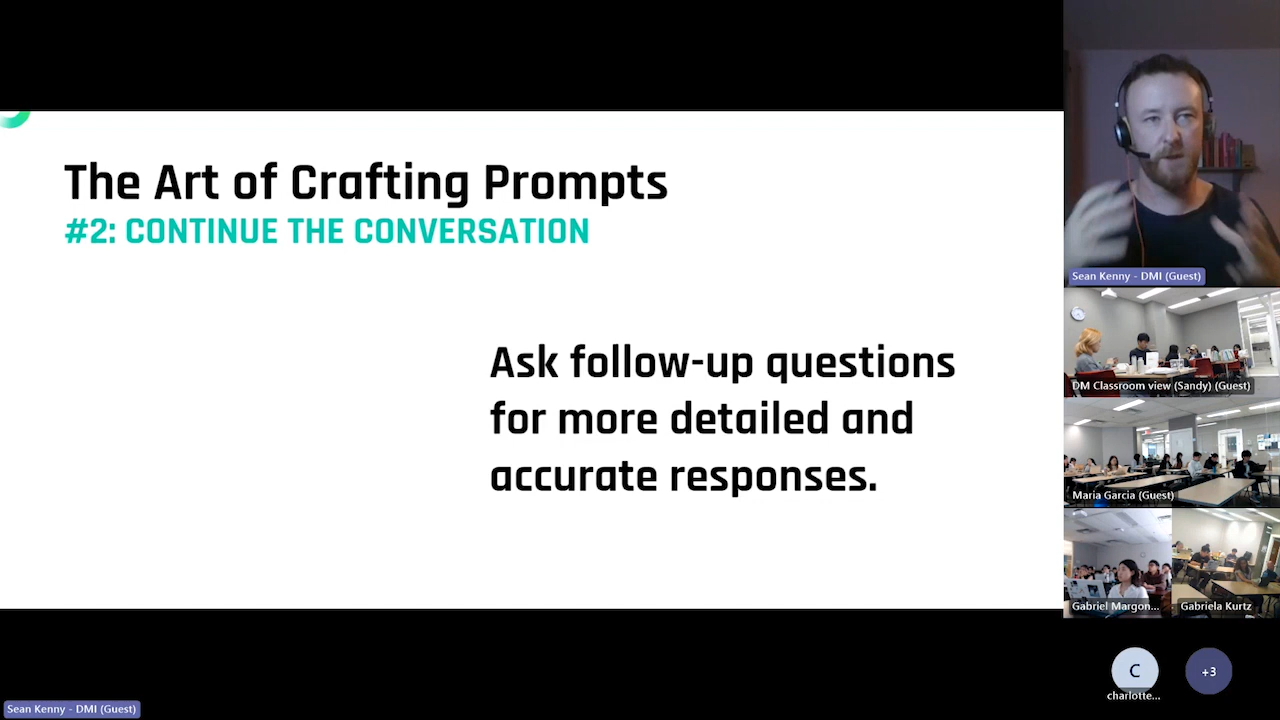 The Art of Crafting Prompts
#2: CONTINUE THE CONVERSATION
Ask follow-up questions
for more detailed and
accurate responses.
Sean Kenny - DMI (Guest)
DM Classroom view (Sandy) (Guest)
Maria Garcia (Guest)
Gabriel Margon...
Gabriela Kurtz
C
charlotte...
+3
Sean Kenny - DMI (Guest)